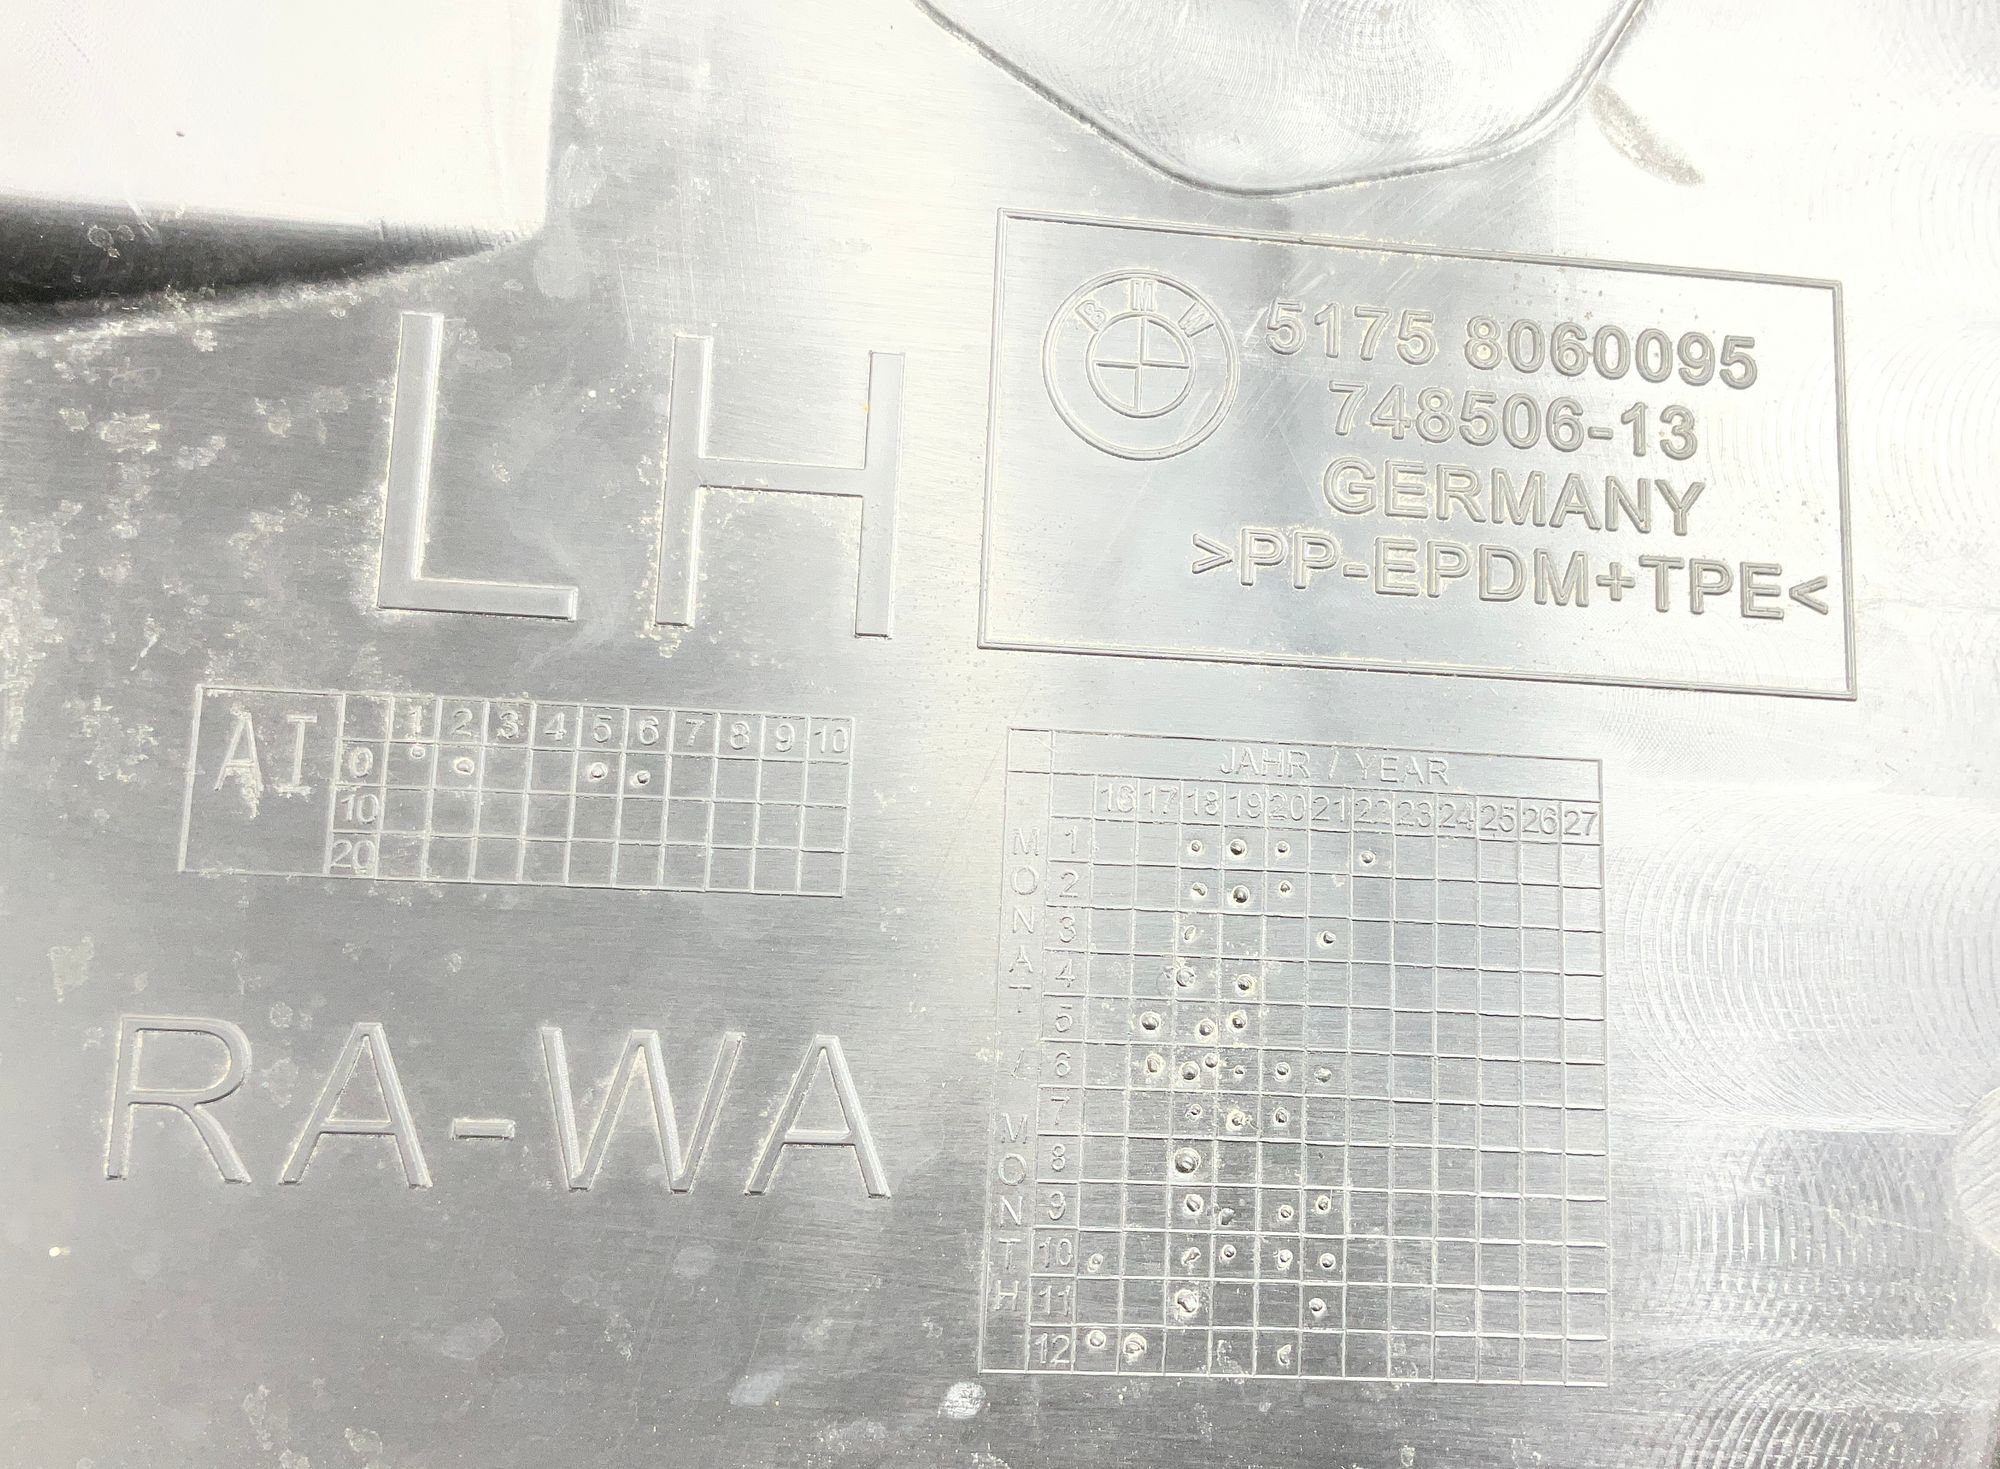 BMW
5175 8060095
748506-13
GERMANY
>PP-EPDM+TPE<
LH
AI
1 2 3 4 5 6 7 8 9 10
0
10
20
JAHR / YEAR
16 17 18 19 20 21 22 23 24 25 26 27
MONAT / MONTH
1
2
3
4
5
6
7
8
9
10
11
12
RA-WA